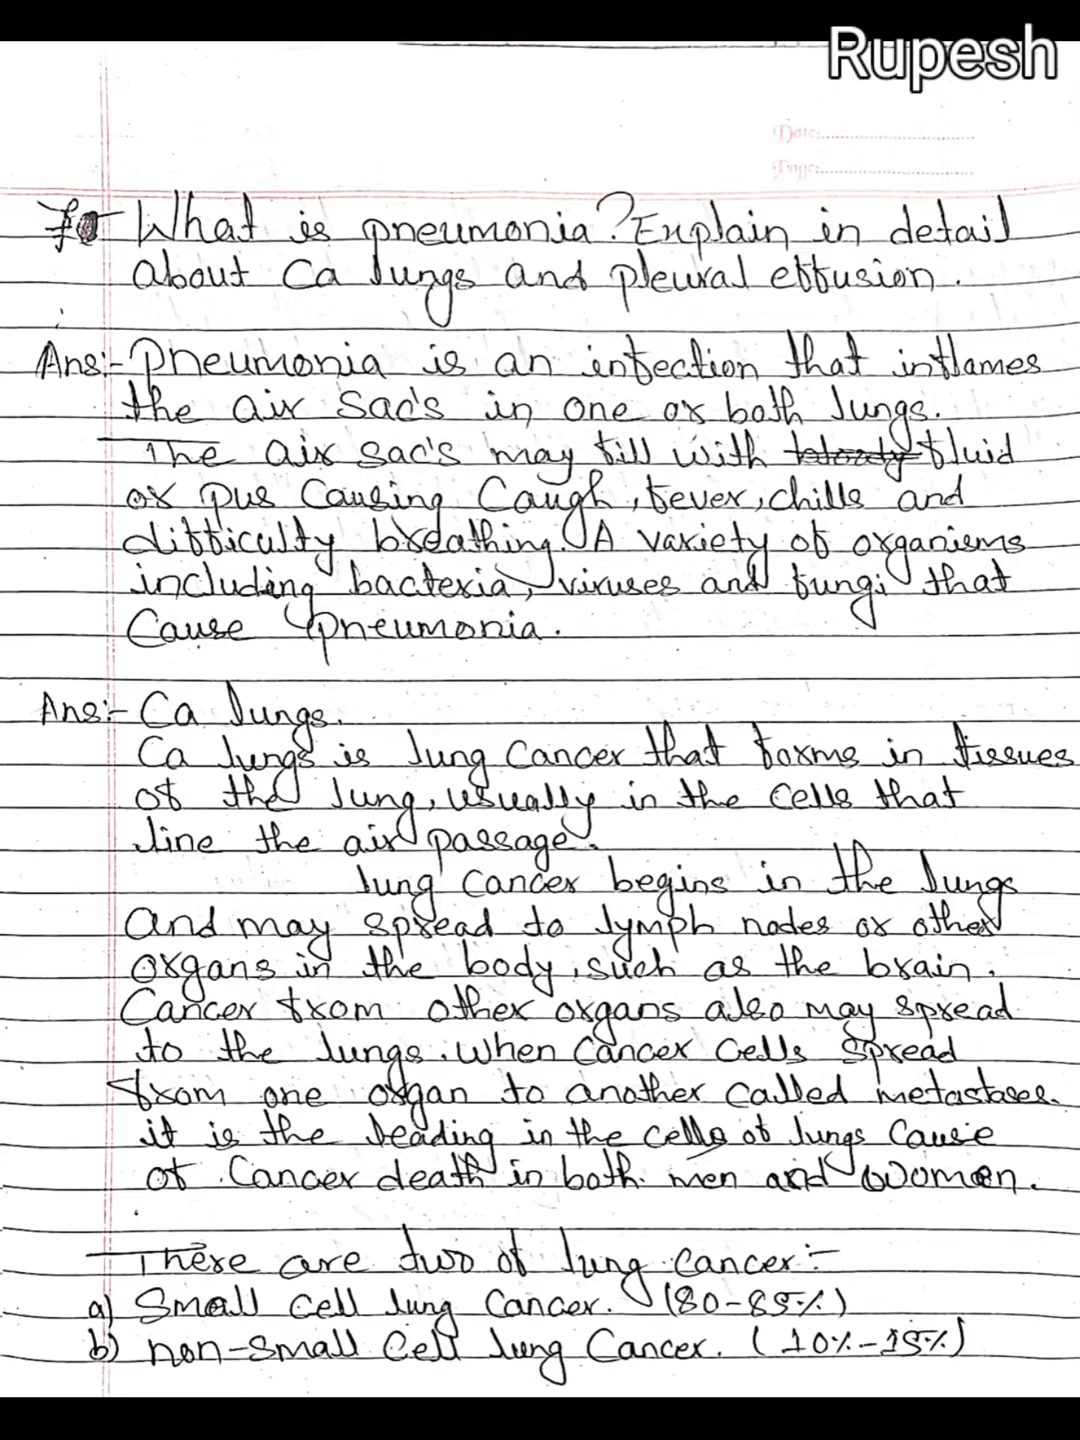 Rupesh
Date:
Page:
7 What is pneumonia? Explain in detail
about Ca lungs and pleural effusion.
Ans:- Pneumonia is an infection that inflames
the air sac's in one or both lungs.
The air sac's may fill with fluid
or pus causing Caugh, fever, chills and
difficulty breathing. A variety of organisms
including bacteria, viruses and fungi that
Cause pneumonia.
Ans:- Ca lungs.
Ca lungs is lung cancer that forms in tissues
of the lung, usually in the cells that
line the air passage.
lung cancer begins in the lungs
and may spread to lymph nodes or other
organs in the body, such as the brain.
Cancer from other organs also may spread
to the lungs. When cancer cells spread
from one organ to another called metastases.
it is the leading in the cells of lungs cause
of Cancer death in both men and women.
There are two of lung cancer:-
a) Small cell lung Cancer. (80-85%)
b) non-small Cell lung Cancer. (10%-15%)